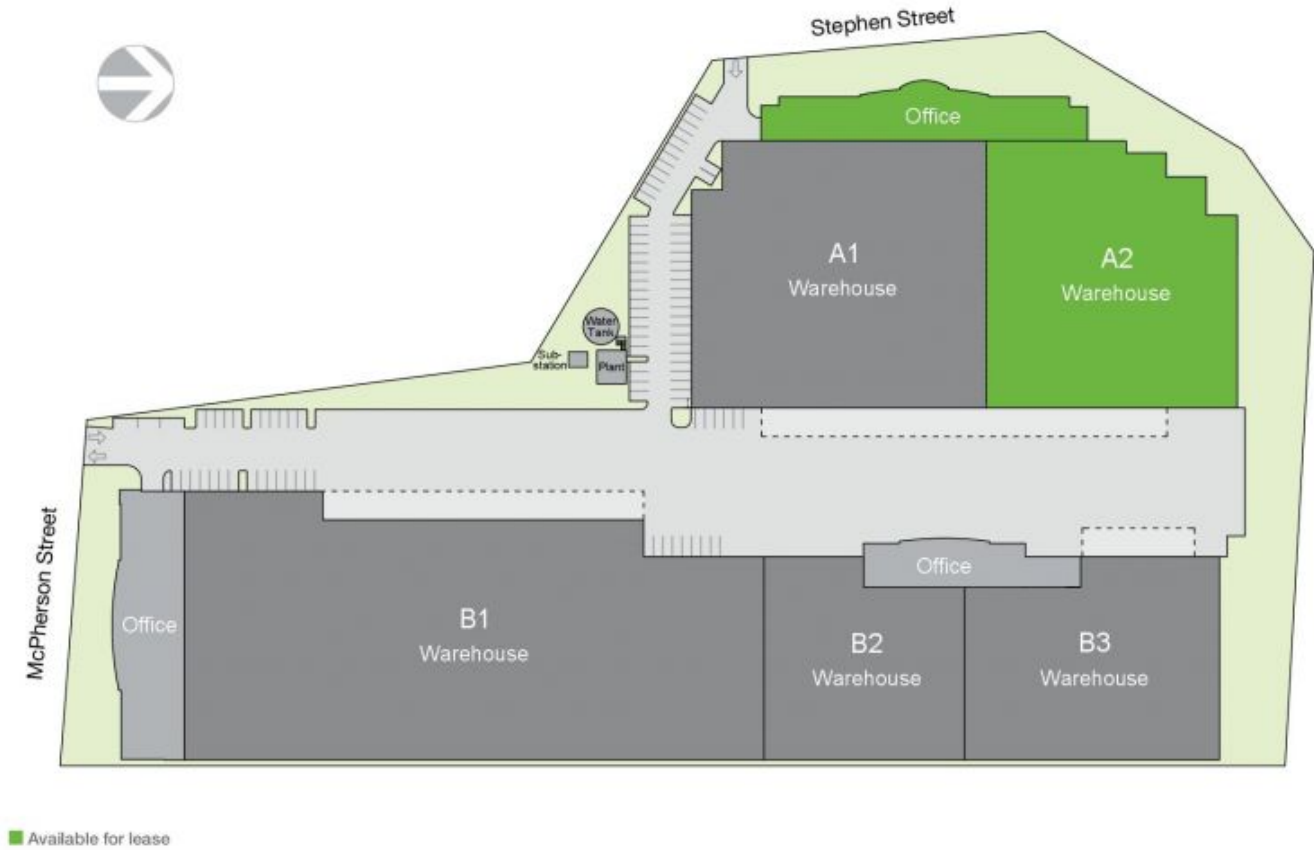 Stephen Street
Office
A1
Warehouse
A2
Warehouse
Water
Tank
Sub-
station
Plant
McPherson Street
Office
B1
Warehouse
Office
B2
Warehouse
B3
Warehouse
Available for lease